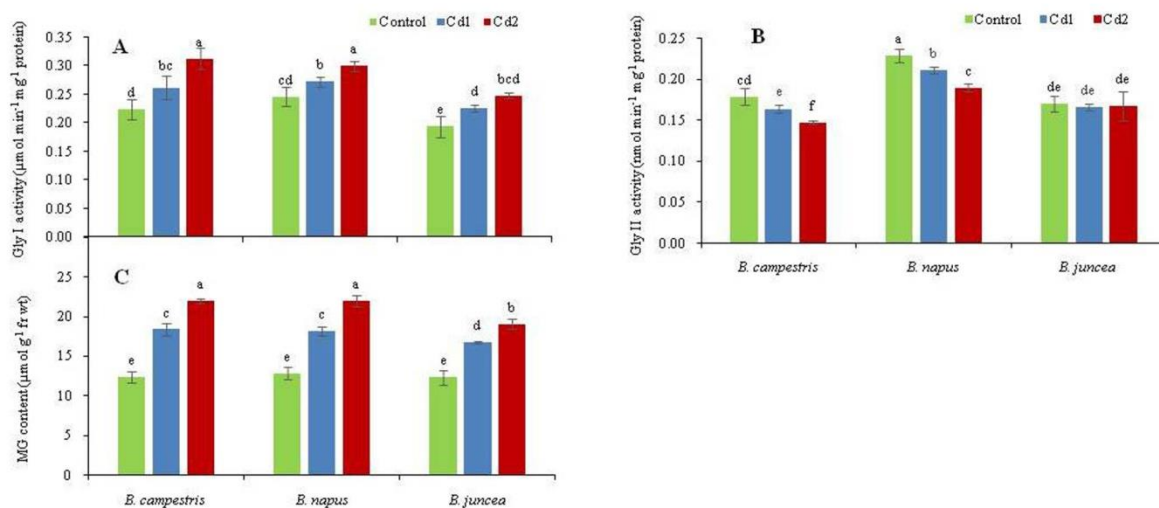 Control Cd1 Cd2
A
Gly I activity (µmol min-1 mg-1 protein)
0.35
0.30
0.25
0.20
0.15
0.10
0.05
0.00
d bc a cd b a e d bcd
C
MG content (µmol g-1 fr wt)
25
20
15
10
5
0
e c a e c a e d b
B. campestris B. napus B. juncea
Control Cd1 Cd2
B
Gly II activity (nmol min-1 mg-1 protein)
0.25
0.20
0.15
0.10
0.05
0.00
cd e f a b c de de de
B. campestris B. napus B. juncea